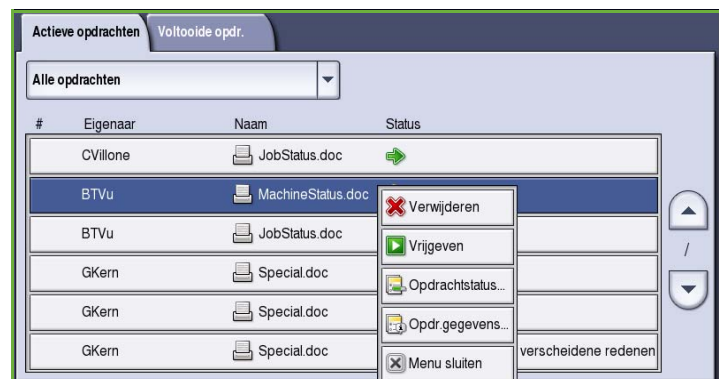 Actieve opdrachten Voltooide opdr.
Alle opdrachten
# Eigenaar Naam Status
CVillone JobStatus.doc
BTVu MachineStatus.doc
Verwijderen
BTVu JobStatus.doc
Vrijgeven
GKern Special.doc
Opdrachtstatus...
/
GKern Special.doc
Opdr.gegevens...
GKern Special.doc
Menu sluiten
verscheidene redenen